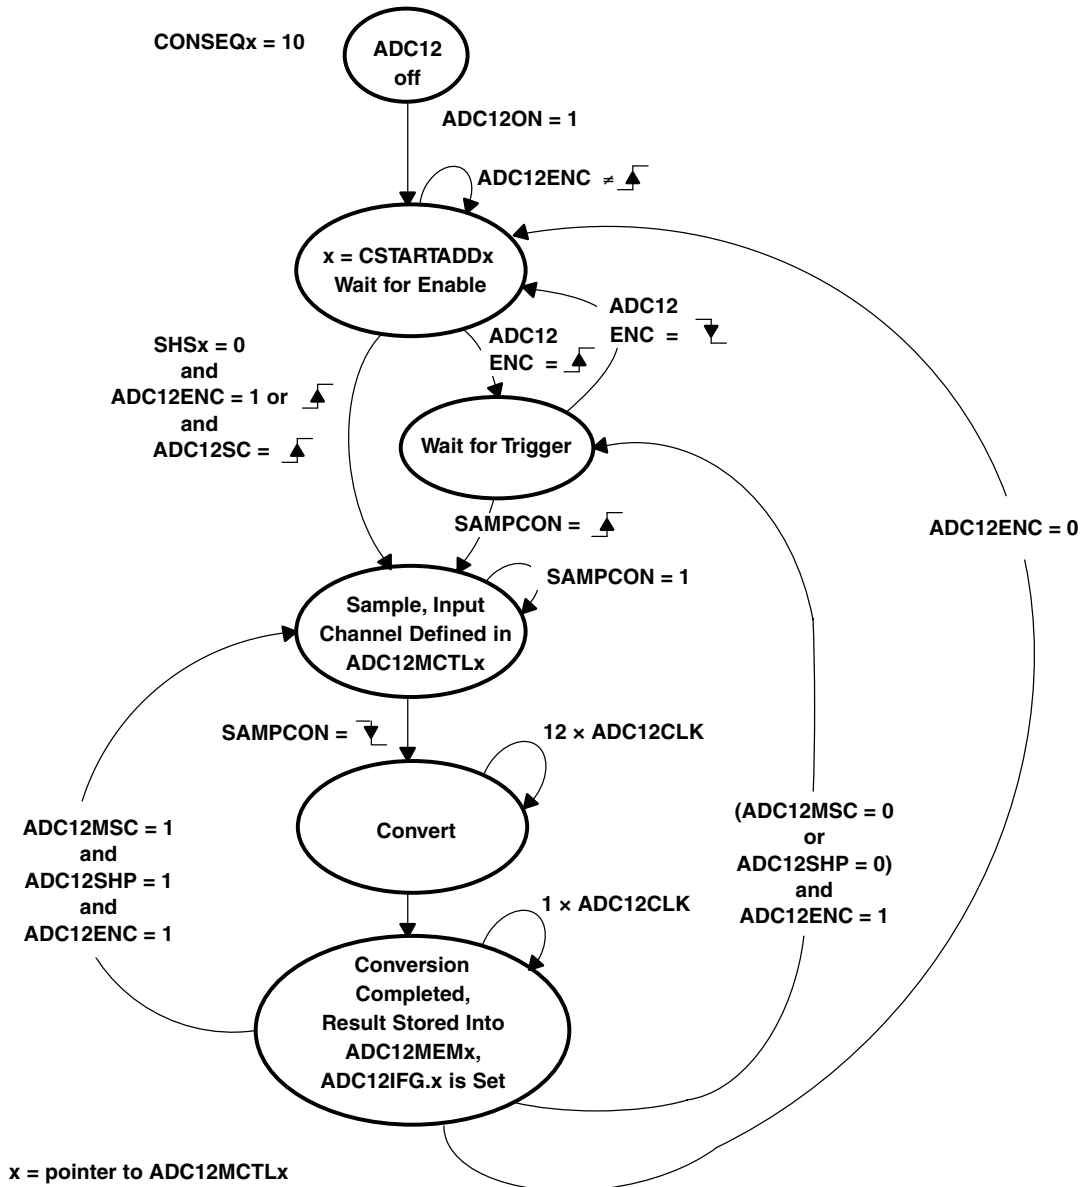 CONSEQx = 10
ADC12
off
ADC12ON = 1
ADC12ENC ≠
x = CSTARTADDx
Wait for Enable
ADC12
ENC =
ADC12
ENC =
SHSx = 0
and
ADC12ENC = 1 or
and
ADC12SC =
Wait for Trigger
SAMPCON =
ADC12ENC = 0
SAMPCON = 1
Sample, Input
Channel Defined in
ADC12MCTLx
SAMPCON =
12 × ADC12CLK
Convert
ADC12MSC = 1
and
ADC12SHP = 1
and
ADC12ENC = 1
(ADC12MSC = 0
or
ADC12SHP = 0)
and
ADC12ENC = 1
1 × ADC12CLK
Conversion
Completed,
Result Stored Into
ADC12MEMx,
ADC12IFG.x is Set
x = pointer to ADC12MCTLx